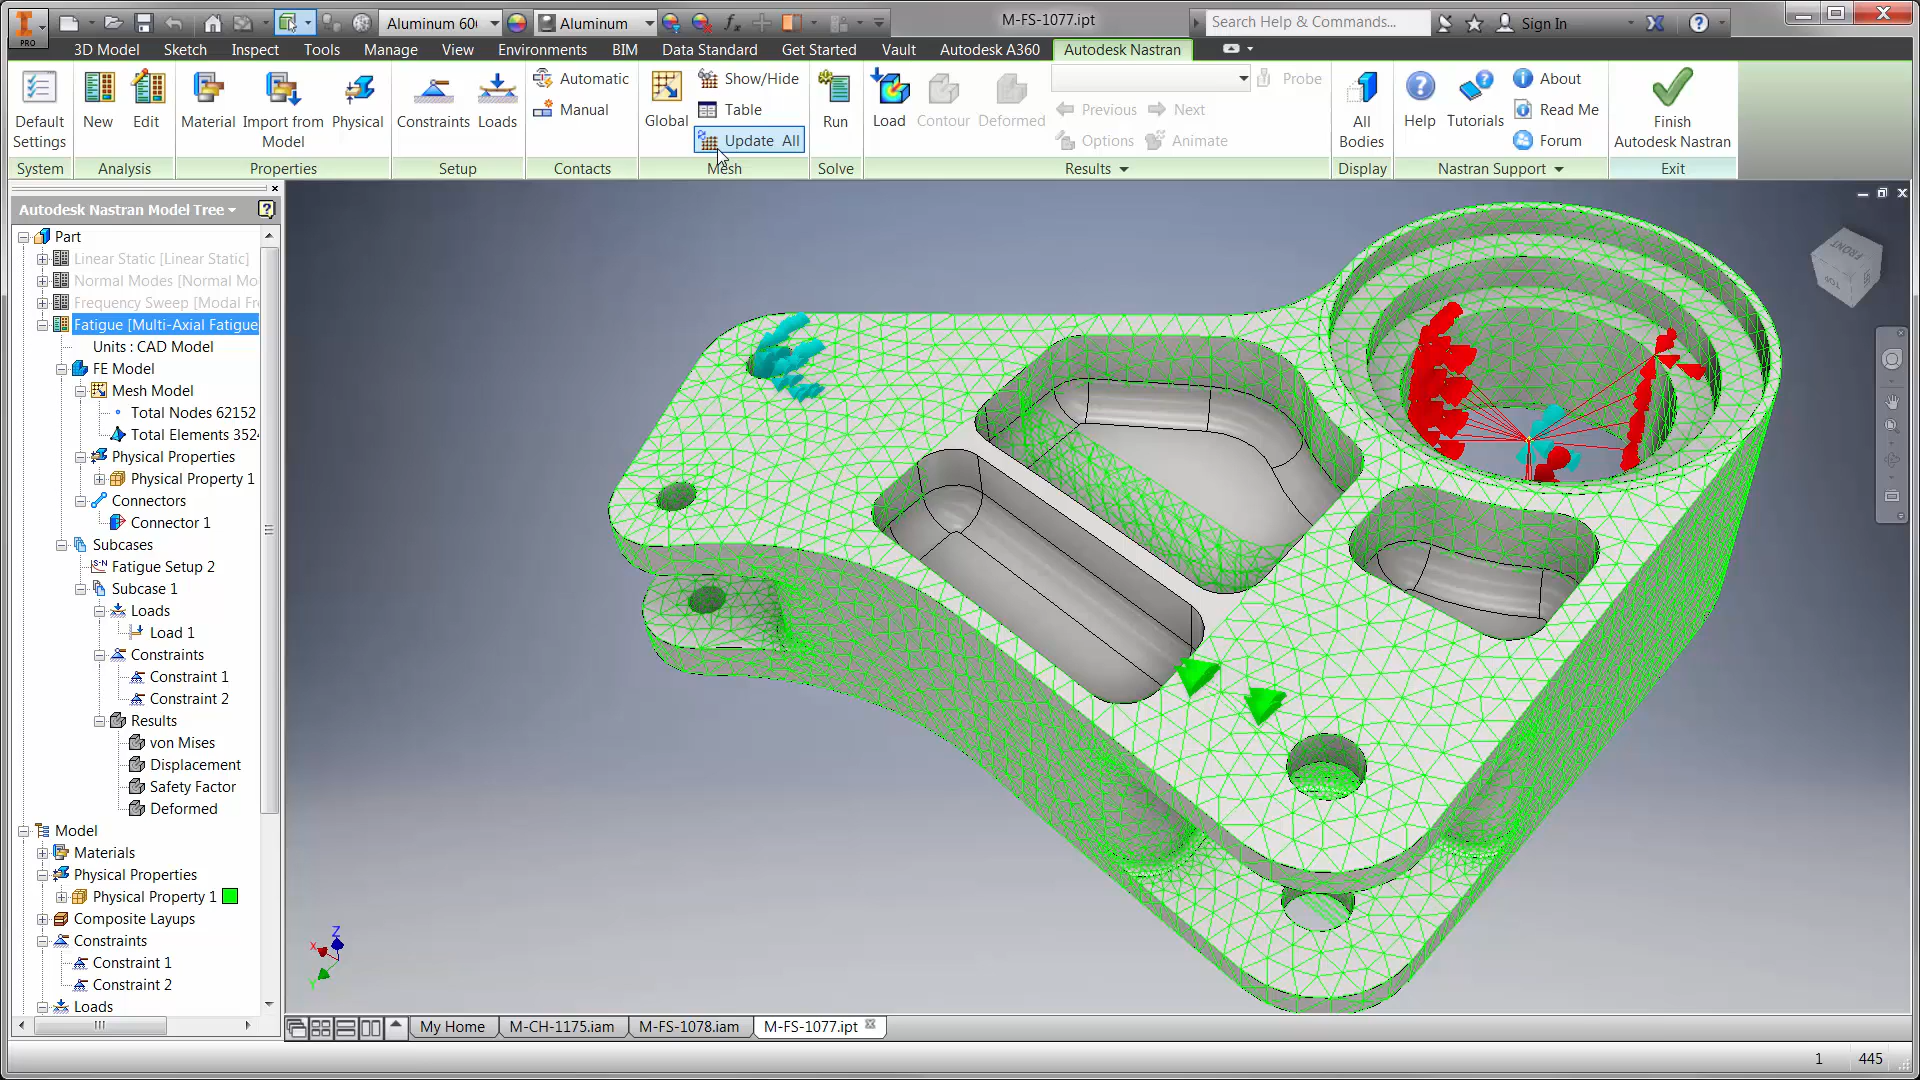 PRO
Aluminum 606
Aluminum
M-FS-1077.ipt
Search Help & Commands...
Sign In
3D Model
Sketch
Inspect
Tools
Manage
View
Environments
BIM
Data Standard
Get Started
Vault
Autodesk A360
Autodesk Nastran
Default Settings
New
Edit
Material
Import from Model
Physical
Constraints
Loads
Automatic
Manual
Global
Show/Hide
Table
Update All
Run
Load
Contour
Deformed
Probe
Previous
Next
Options
Animate
All Bodies
Help
Tutorials
About
Read Me
Forum
Finish Autodesk Nastran
System
Analysis
Properties
Setup
Contacts
Mesh
Solve
Results
Display
Nastran Support
Exit
Autodesk Nastran Model Tree
Part
Linear Static [Linear Static]
Normal Modes [Normal Mo
Frequency Sweep [Modal Fr
Fatigue [Multi-Axial Fatigue
Units : CAD Model
FE Model
Mesh Model
Total Nodes 62152
Total Elements 352
Physical Properties
Physical Property 1
Connectors
Connector 1
Subcases
S-N
Fatigue Setup 2
Subcase 1
Loads
Load 1
Constraints
Constraint 1
Constraint 2
Results
von Mises
Displacement
Safety Factor
Deformed
Model
Materials
Physical Properties
Physical Property 1
Composite Layups
Constraints
Constraint 1
Constraint 2
Loads
FRONT
TOP
Z
X
Y
My Home
M-CH-1175.iam
M-FS-1078.iam
M-FS-1077.ipt
1
445